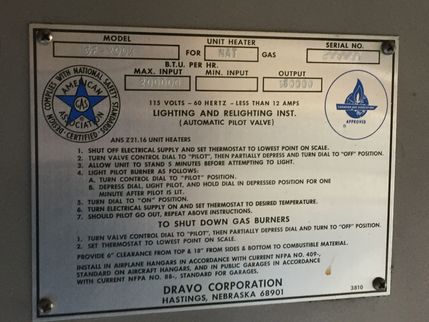 MODEL UNIT HEATER SERIAL NO.
FOR NAT GAS
B.T.U. PER HR.
MAX. INPUT MIN. INPUT OUTPUT
200000 160000
COMPLIES WITH NATIONAL SAFETY STANDARDS
AMERICAN GAS ASSOCIATION
DESIGN CERTIFIED
APPROVED
115 VOLTS – 60 HERTZ – LESS THAN 12 AMPS
LIGHTING AND RELIGHTING INST.
(AUTOMATIC PILOT VALVE)
ANS Z21.16 UNIT HEATERS
1. SHUT OFF ELECTRICAL SUPPLY AND SET THERMOSTAT TO LOWEST POINT ON SCALE.
2. TURN VALVE CONTROL DIAL TO "PILOT", THEN PARTIALLY DEPRESS AND TURN DIAL TO "OFF" POSITION.
3. ALLOW UNIT TO STAND 5 MINUTES BEFORE ATTEMPTING TO LIGHT.
4. LIGHT PILOT BURNER AS FOLLOWS:
A. TURN CONTROL DIAL TO "PILOT" POSITION.
B. DEPRESS DIAL, LIGHT PILOT, AND HOLD DIAL IN DEPRESSED POSITION FOR ONE
MINUTE AFTER PILOT IS LIT.
5. TURN DIAL TO "ON" POSITION.
6. TURN ELECTRICAL SUPPLY ON AND SET THERMOSTAT TO DESIRED TEMPERATURE.
7. SHOULD PILOT GO OUT, REPEAT ABOVE INSTRUCTIONS.
TO SHUT DOWN GAS BURNERS
1. TURN VALVE CONTROL DIAL TO "PILOT", THEN PARTIALLY DEPRESS DIAL AND TURN TO "OFF" POSITION.
2. SET THERMOSTAT TO LOWEST POINT ON SCALE.
PROVIDE 6" CLEARANCE FROM TOP & 18" FROM SIDES & BOTTOM TO COMBUSTIBLE MATERIAL.
INSTALL IN AIRPLANE HANGARS IN ACCORDANCE WITH CURRENT NFPA NO. 409-,
STANDARD ON AIRCRAFT HANGARS, AND IN PUBLIC GARAGES IN ACCORDANCE
WITH CURRENT NFPA NO. 88-, STANDARD FOR GARAGES.
DRAVO CORPORATION
HASTINGS, NEBRASKA 68901
3810